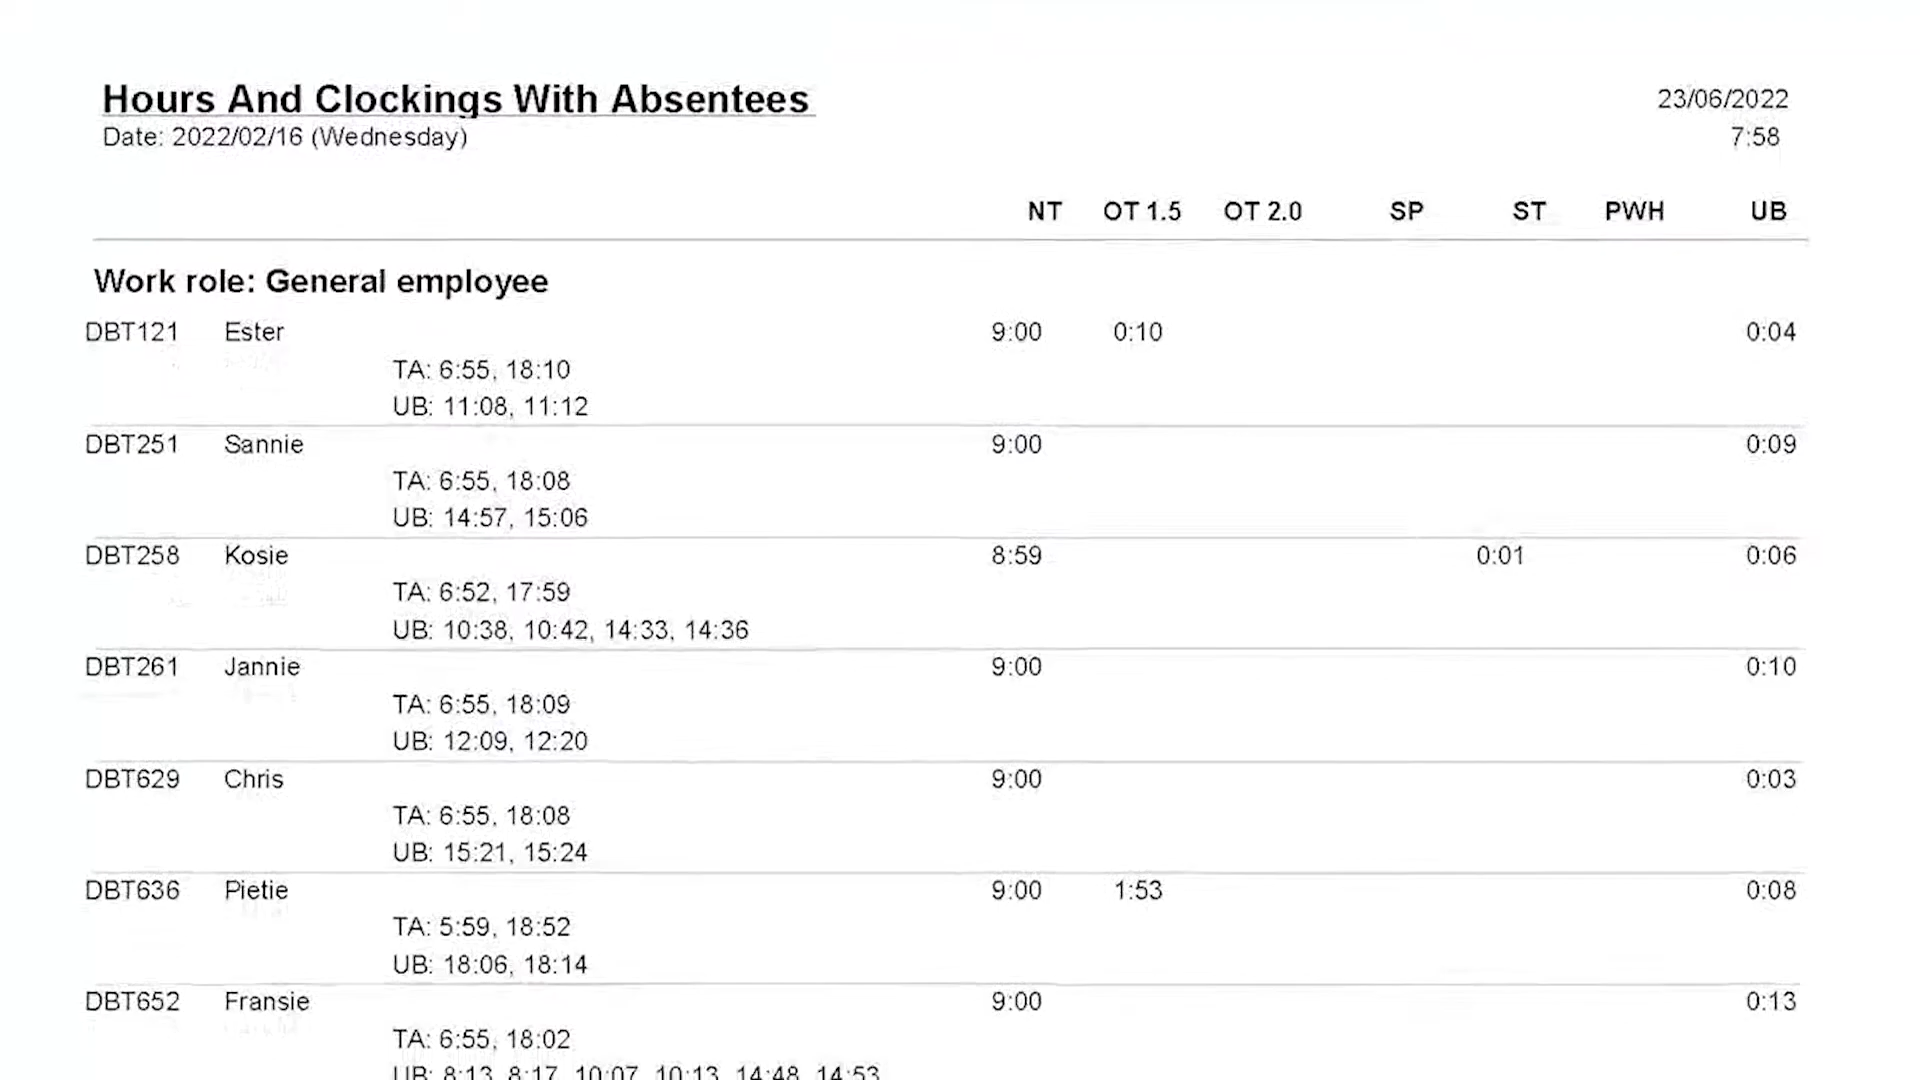 Hours And Clockings With Absentees 23/06/2022
Date: 2022/02/16 (Wednesday) 7:58
NT OT 1.5 OT 2.0 SP ST PWH UB
Work role: General employee
DBT121 Ester 9:00 0:10 0:04
TA: 6:55, 18:10
UB: 11:08, 11:12
DBT251 Sannie 9:00 0:09
TA: 6:55, 18:08
UB: 14:57, 15:06
DBT258 Kosie 8:59 0:01 0:06
TA: 6:52, 17:59
UB: 10:38, 10:42, 14:33, 14:36
DBT261 Jannie 9:00 0:10
TA: 6:55, 18:09
UB: 12:09, 12:20
DBT629 Chris 9:00 0:03
TA: 6:55, 18:08
UB: 15:21, 15:24
DBT636 Pietie 9:00 1:53 0:08
TA: 5:59, 18:52
UB: 18:06, 18:14
DBT652 Fransie 9:00 0:13
TA: 6:55, 18:02
UB: 8:13, 8:17, 10:07, 10:13, 14:48, 14:53